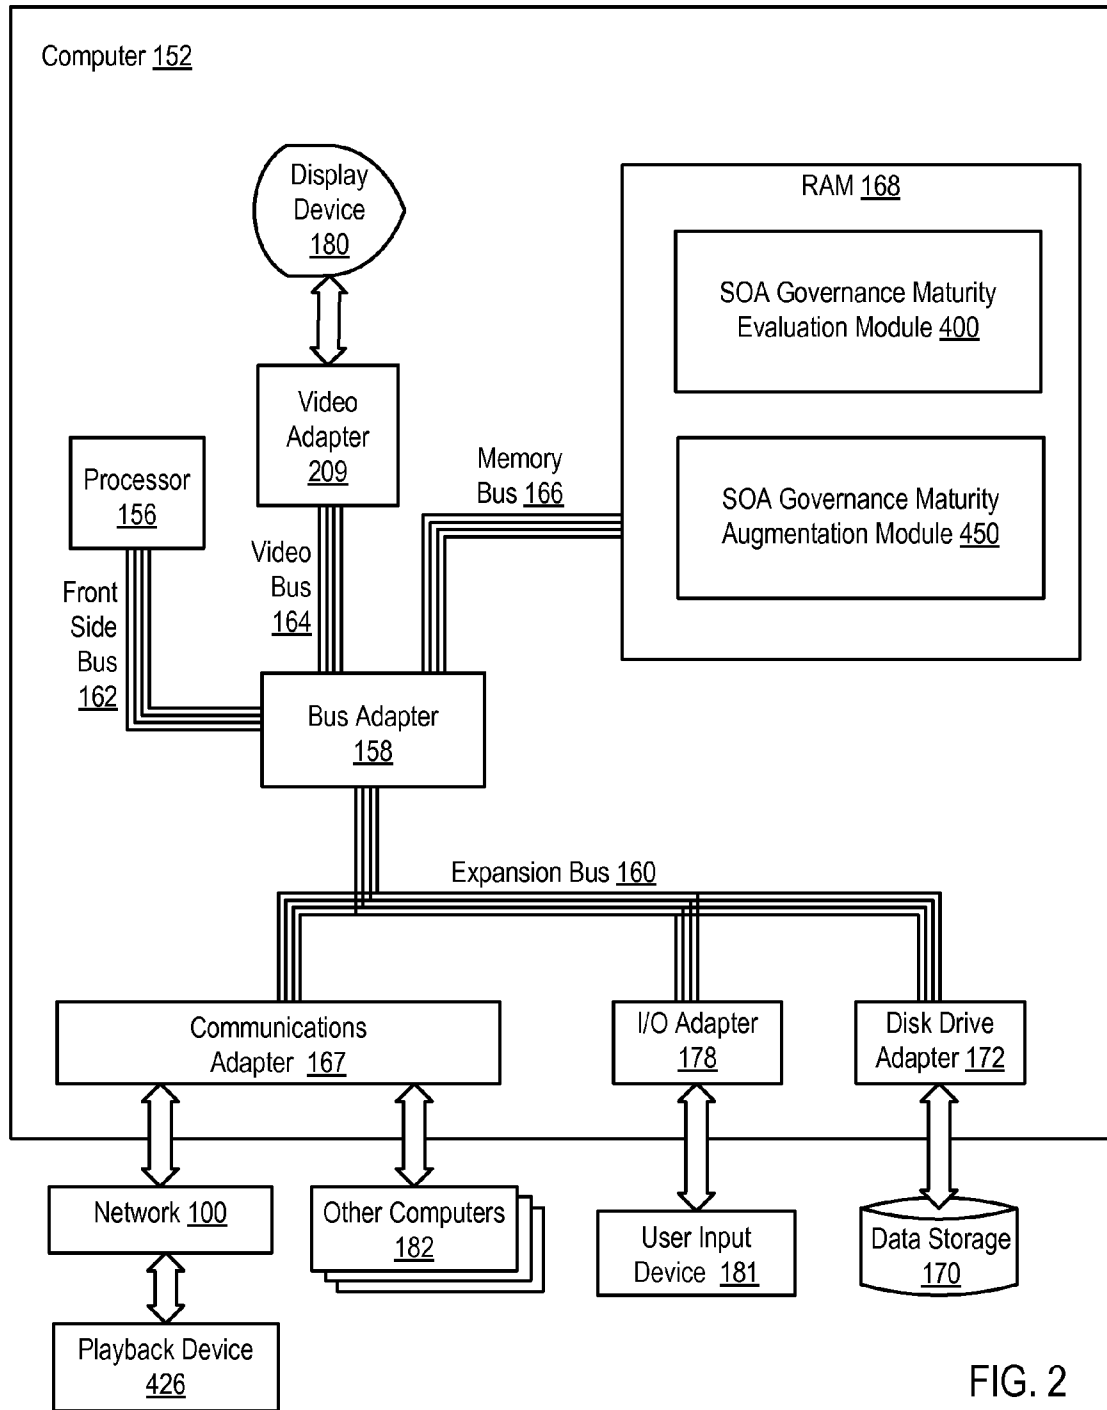 Computer 152
Display
Device
180
RAM 168
SOA Governance Maturity
Evaluation Module 400
Video
Adapter
209
Processor
156
Memory
Bus 166
SOA Governance Maturity
Augmentation Module 450
Video
Bus
164
Front
Side
Bus
162
Bus Adapter
158
Expansion Bus 160
Communications
Adapter 167
I/O Adapter
178
Disk Drive
Adapter 172
Network 100
Other Computers
182
User Input
Device 181
Data Storage
170
Playback Device
426
FIG. 2